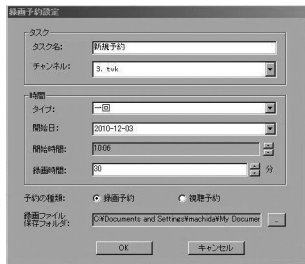 録画予約設定
タスク
タスク名: 新規予約
チャンネル: 3. tvk
時間
タイプ: 一回
開始日: 2010-12-03
開始時間: 10:06
録画時間: 30 分
予約の種類: 録画予約 視聴予約
録画ファイル
保存フォルダ: C:¥Documents and Settings¥machida¥My Documer ...
OK キャンセル